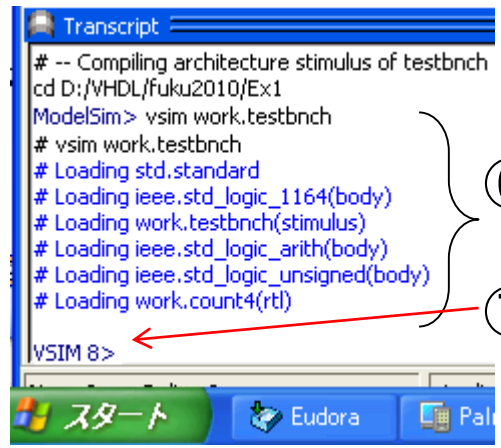 Transcript
# -- Compiling architecture stimulus of testbnch
cd D:/VHDL/fuku2010/Ex1
ModelSim> vsim work.testbnch
# vsim work.testbnch
# Loading std.standard
# Loading ieee.std_logic_1164(body)
# Loading work.testbnch(stimulus)
# Loading ieee.std_logic_arith(body)
# Loading ieee.std_logic_unsigned(body)
# Loading work.count4(rtl)
VSIM 8>
スタート
Eudora